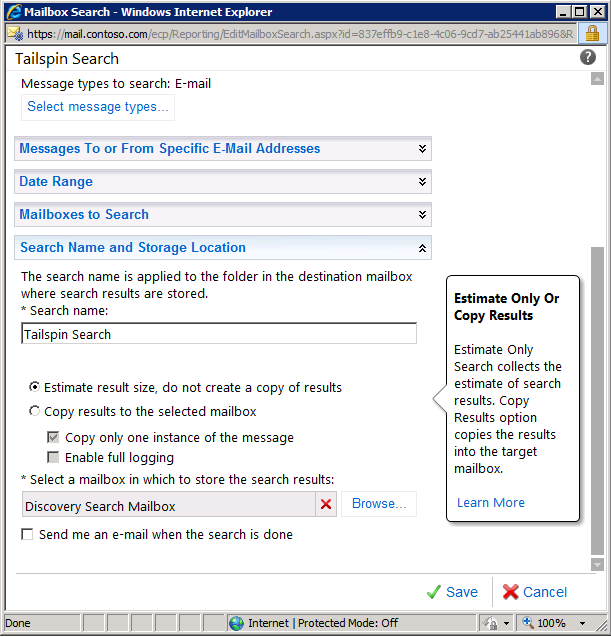 Mailbox Search - Windows Internet Explorer
https://mail.contoso.com/ecp/Reporting/EditMailboxSearch.aspx?id=837effb9-c1e8-4c06-9cd7-ab25441ab896&R
Tailspin Search
Message types to search: E-mail
Select message types...
Messages To or From Specific E-Mail Addresses
Date Range
Mailboxes to Search
Search Name and Storage Location
The search name is applied to the folder in the destination mailbox
where search results are stored.
* Search name:
Tailspin Search
Estimate result size, do not create a copy of results
Copy results to the selected mailbox
Copy only one instance of the message
Enable full logging
* Select a mailbox in which to store the search results:
Discovery Search Mailbox
Browse...
Send me an e-mail when the search is done
Estimate Only Or
Copy Results
Estimate Only
Search collects the
estimate of search
results. Copy
Results option
copies the results
into the target
mailbox.
Learn More
Save
Cancel
Done
Internet | Protected Mode: Off
100%